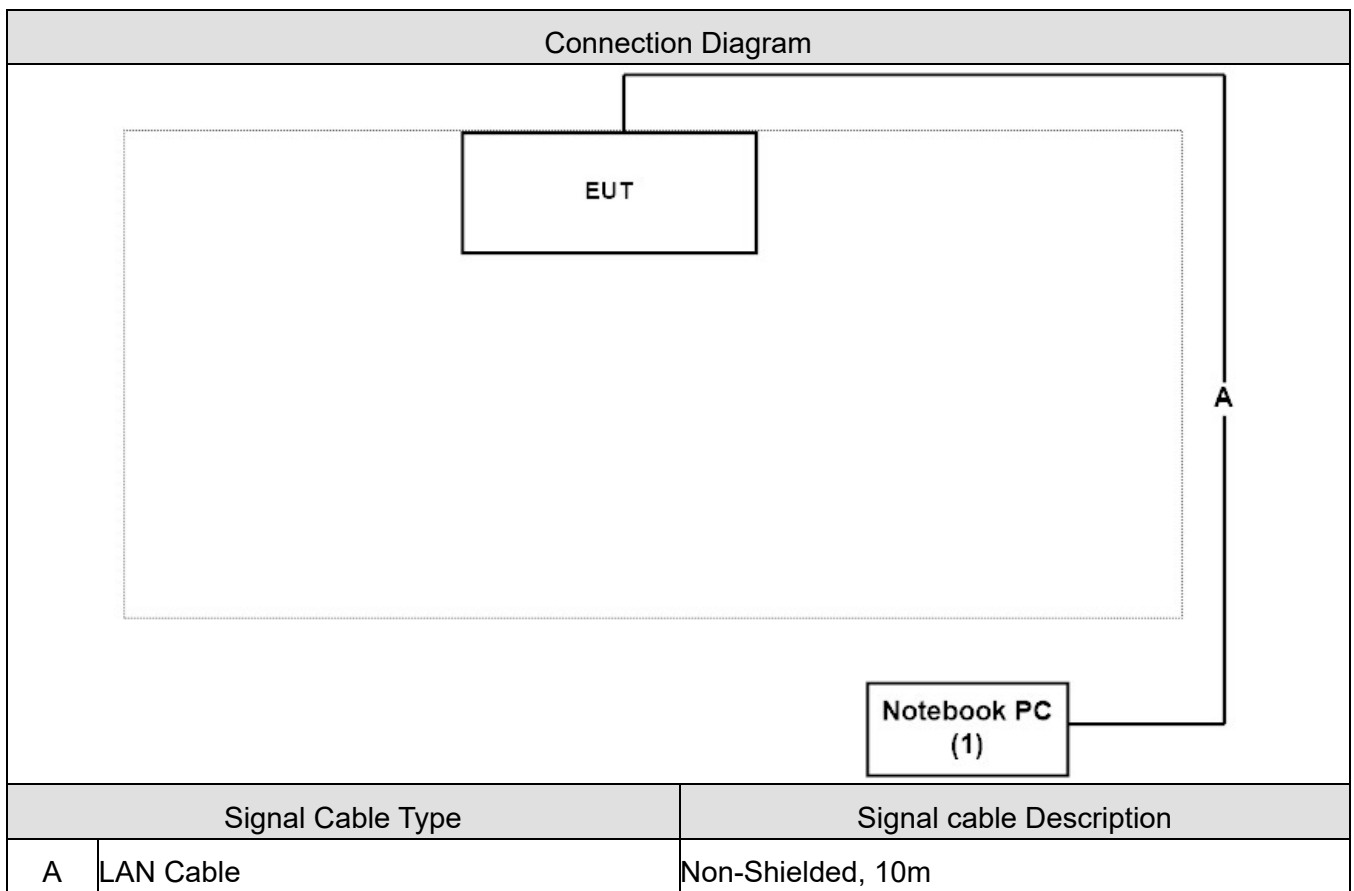 Connection Diagram
EUT
A
Notebook PC
(1)
Signal Cable Type Signal cable Description
A LAN Cable Non-Shielded, 10m